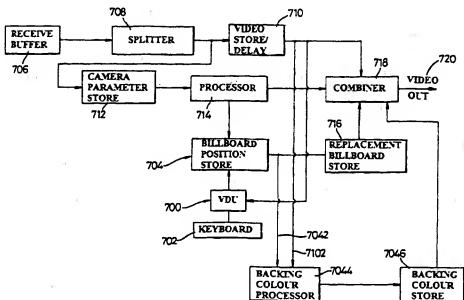 708
710
RECEIVE
BUFFER
706
SPLITTER
VIDEO
STORE/
DELAY
CAMERA
PARAMETER
STORE
712
PROCESSOR
714
718
COMBINER
720
VIDEO
OUT
704
BILLBOARD
POSITION
STORE
716
REPLACEMENT
BILLBOARD
STORE
700
VDU
702
KEYBOARD
7042
7102
7044
7046
BACKING
COLOUR
PROCESSOR
BACKING
COLOUR
STORE